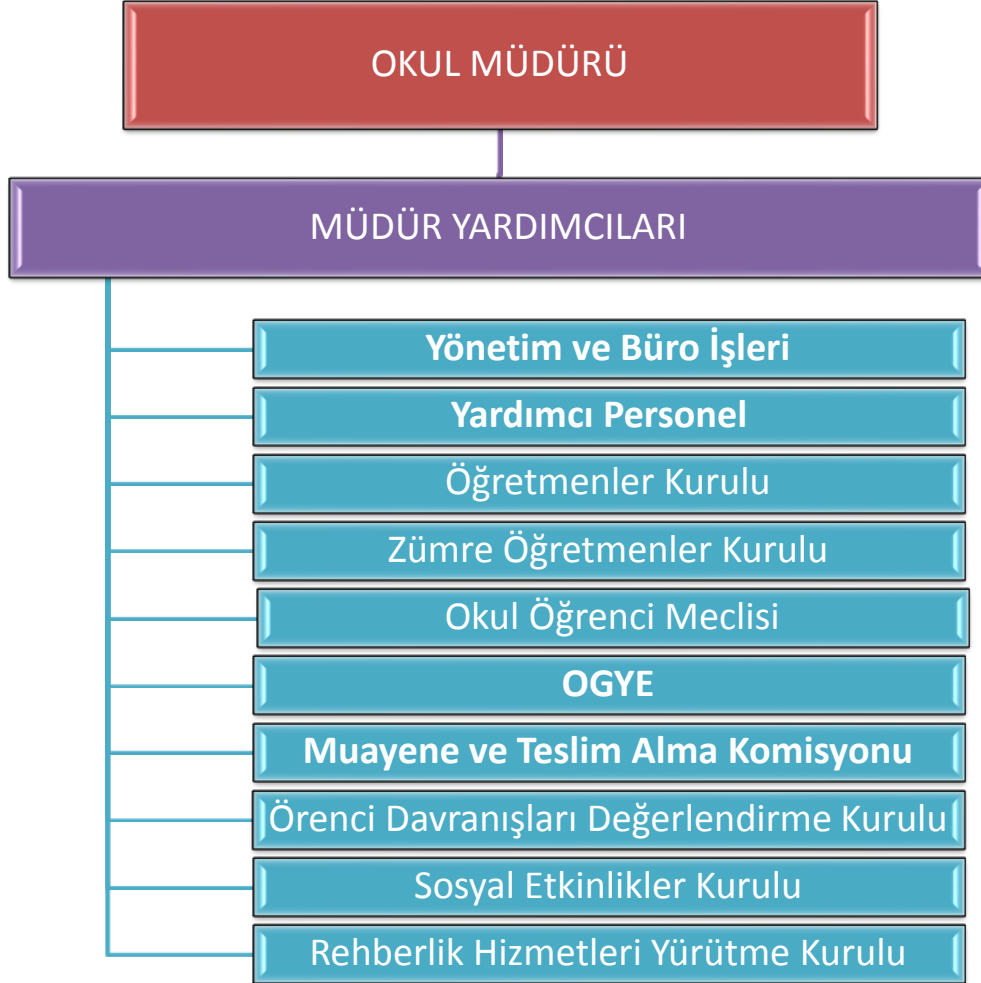 OKUL MÜDÜRÜ
MÜDÜR YARDIMCILARI
Yönetim ve Büro İşleri
Yardımcı Personel
Öğretmenler Kurulu
Zümre Öğretmenler Kurulu
Okul Öğrenci Meclisi
OGYE
Muayene ve Teslim Alma Komisyonu
Örenci Davranışları Değerlendirme Kurulu
Sosyal Etkinlikler Kurulu
Rehberlik Hizmetleri Yürütme Kurulu